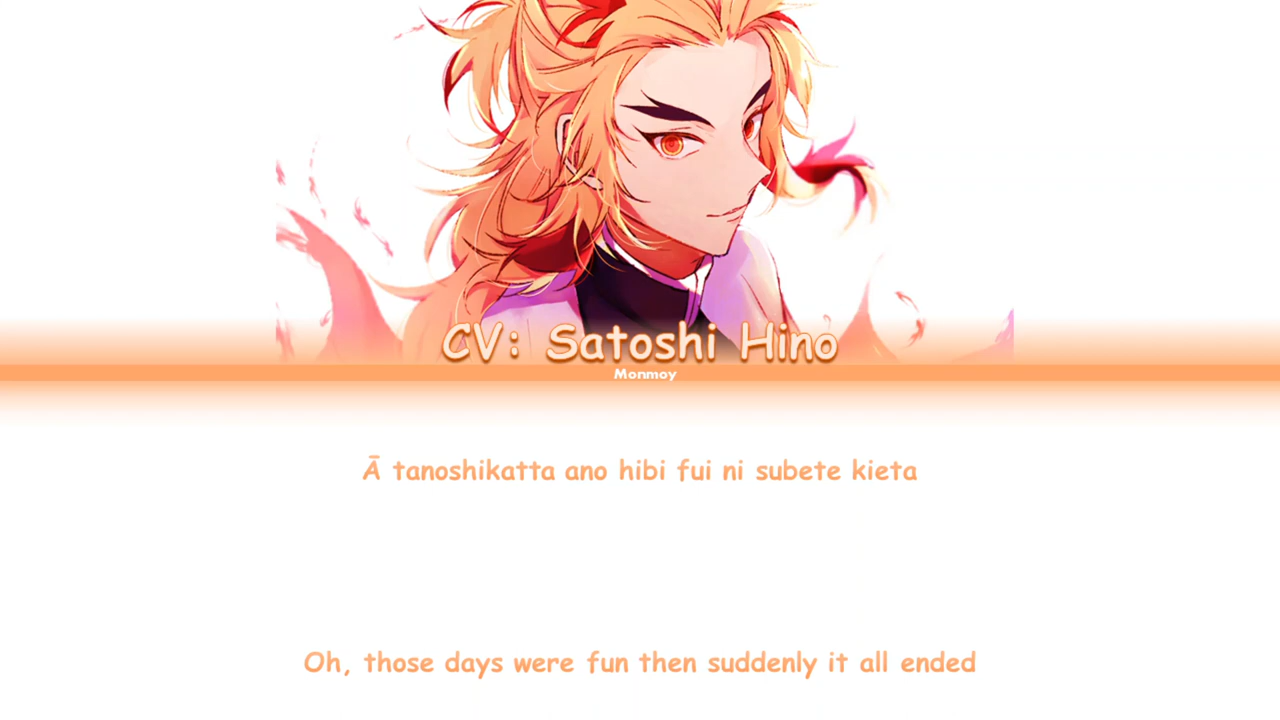 CV: Satoshi Hino
Monmoy
Ā tanoshikatta ano hibi fui ni subete kieta
Oh, those days were fun then suddenly it all ended